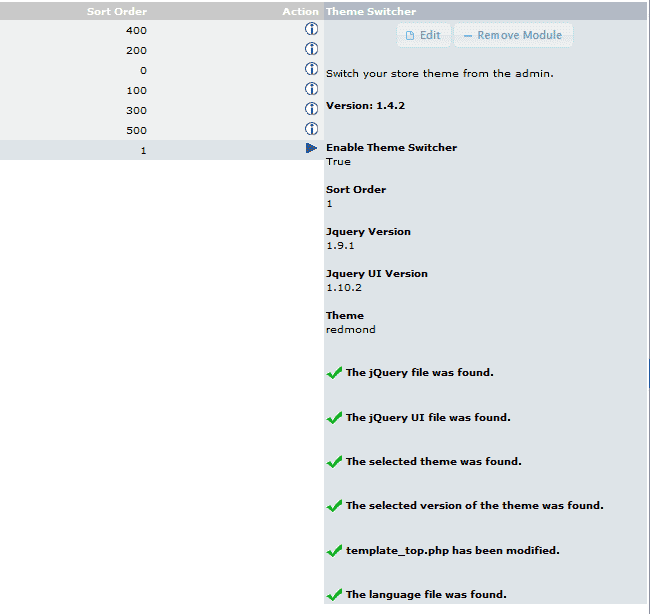 Sort Order Action Theme Switcher
400
200
0
100
300
500
1
Edit Remove Module
Switch your store theme from the admin.
Version: 1.4.2
Enable Theme Switcher
True
Sort Order
1
Jquery Version
1.9.1
Jquery UI Version
1.10.2
Theme
redmond
The jQuery file was found.
The jQuery UI file was found.
The selected theme was found.
The selected version of the theme was found.
template_top.php has been modified.
The language file was found.